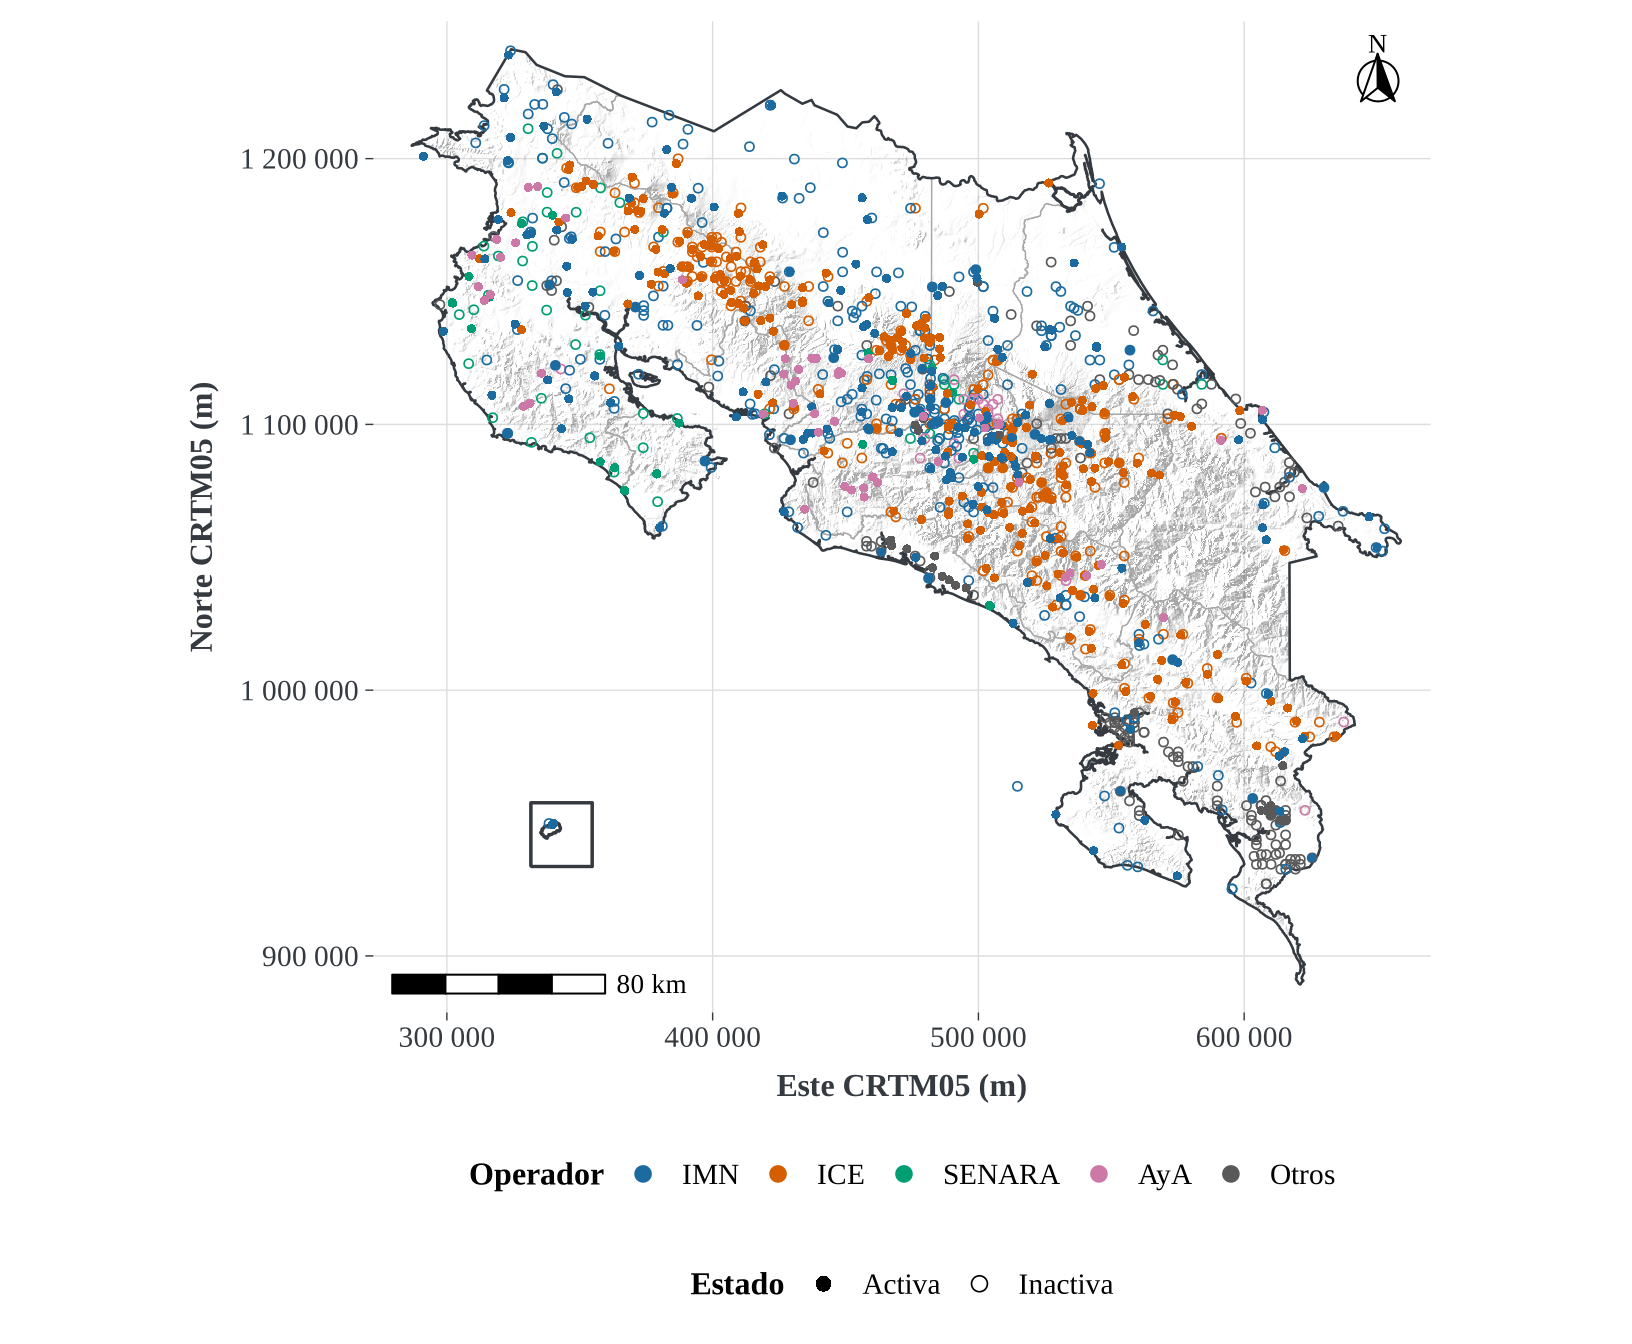 N
1 200 000
1 100 000
1 000 000
900 000
Norte CRTM05 (m)
80 km
300 000 400 000 500 000 600 000
Este CRTM05 (m)
Operador IMN ICE SENARA AyA Otros
Estado Activa Inactiva